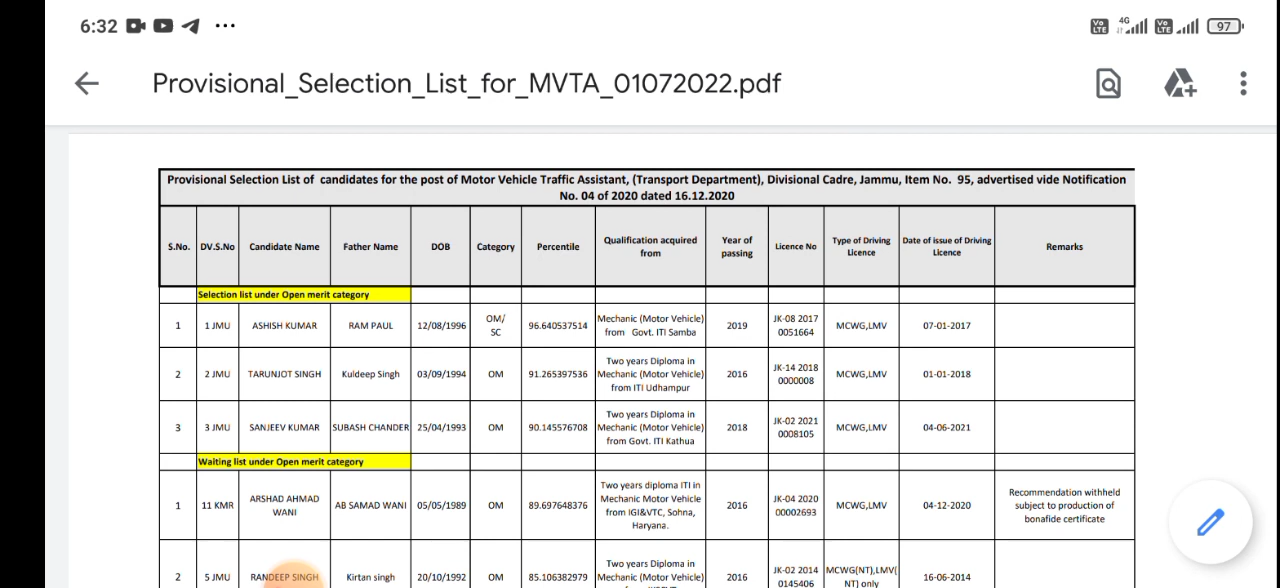 6:32 ...
Vo LTE 4G Vo LTE 97
Provisional_Selection_List_for_MVTA_01072022.pdf
Provisional Selection List of candidates for the post of Motor Vehicle Traffic Assistant, (Transport Department), Divisional Cadre, Jammu, Item No. 95, advertised vide Notification
No. 04 of 2020 dated 16.12.2020
S.No. DV.S.No Candidate Name Father Name DOB Category Percentile Qualification acquired from Year of passing Licence No Type of Driving Licence Date of issue of Driving Licence Remarks
Selection list under Open merit category
1 1 JMU ASHISH KUMAR RAM PAUL 12/08/1996 OM/ SC 96.640537514 Mechanic (Motor Vehicle) from Govt. ITI Samba 2019 JK-08 2017 0051664 MCWG,LMV 07-01-2017
2 2 JMU TARUNJOT SINGH Kuldeep Singh 03/09/1994 OM 91.265397536 Two years Diploma in Mechanic (Motor Vehicle) from ITI Udhampur 2016 JK-14 2018 0000008 MCWG,LMV 01-01-2018
3 3 JMU SANJEEV KUMAR SUBASH CHANDER 25/04/1993 OM 90.145576708 Two years Diploma in Mechanic (Motor Vehicle) from Govt. ITI Kathua 2018 JK-02 2021 0008105 MCWG,LMV 04-06-2021
Waiting list under Open merit category
1 11 KMR ARSHAD AHMAD WANI AB SAMAD WANI 05/05/1989 OM 89.697648376 Two years diploma ITI in Mechanic Motor Vehicle from IGI&VTC, Sohna, Haryana. 2016 JK-04 2020 00002693 MCWG,LMV 04-12-2020 Recommendation withheld subject to production of bonafide certificate
2 5 JMU RANDEEP SINGH Kirtan singh 20/10/1992 OM 85.106382979 Two years Diploma in Mechanic (Motor Vehicle) 2016 JK-02 2014 0145406 MCWG(NT),LMV( NT) only 16-06-2014